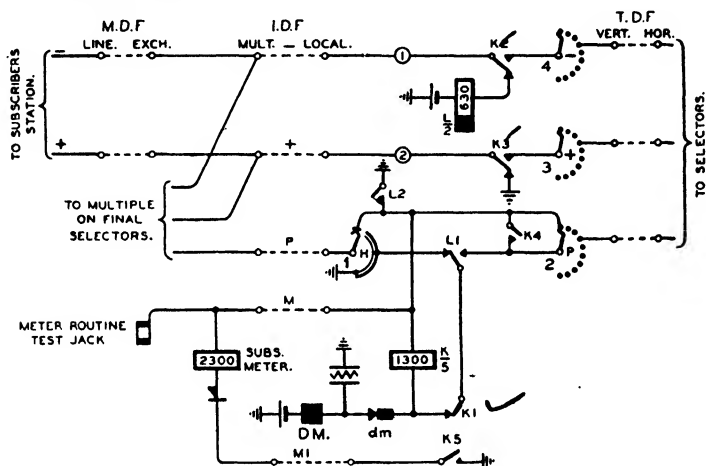 M.D.F I.D.F T.D.F
LINE. EXCH. MULT. — LOCAL. VERT. HOR.
− 1 K2 4 −
TO SUBSCRIBER'S STATION.
630
L/2
+ + 2 K3 3 +
TO SELECTORS.
L2
TO MULTIPLE
ON FINAL
SELECTORS.
P 1 H L1 K4 2 P
M
METER ROUTINE
TEST JACK
2300 SUBS.
METER.
1300 K/5
DM. dm K1
M1 K5